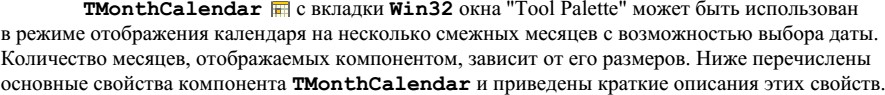 TMonthCalendar с вкладки Win32 окна "Tool Palette" может быть использован
в режиме отображения календаря на несколько смежных месяцев с возможностью выбора даты.
Количество месяцев, отображаемых компонентом, зависит от его размеров. Ниже перечислены
основные свойства компонента TMonthCalendar и приведены краткие описания этих свойств.